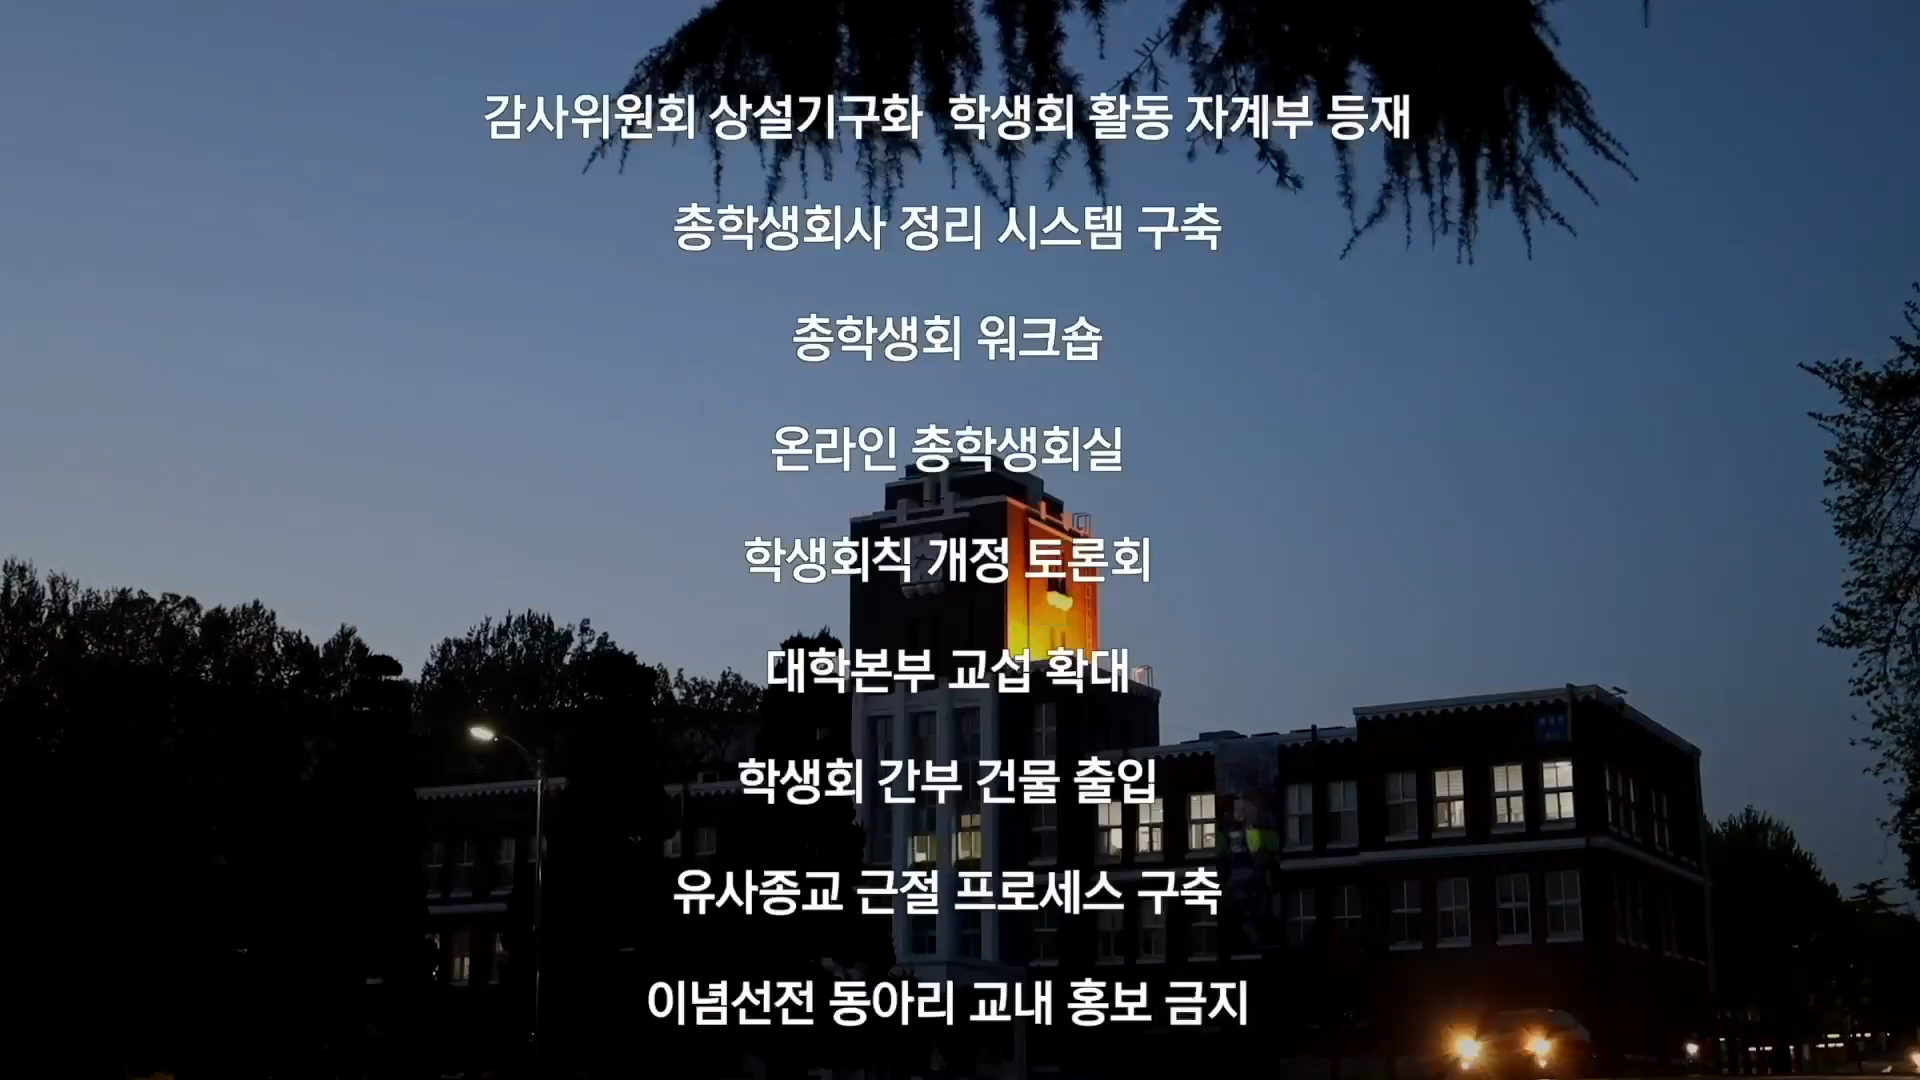 감사위원회 상설기구화 학생회 활동 자계부 등재
총학생회사 정리 시스템 구축
총학생회 워크숍
온라인 총학생회실
학생회칙 개정 토론회
대학본부 교섭 확대
학생회 간부 건물 출입
유사종교 근절 프로세스 구축
이념선전 동아리 교내 홍보 금지